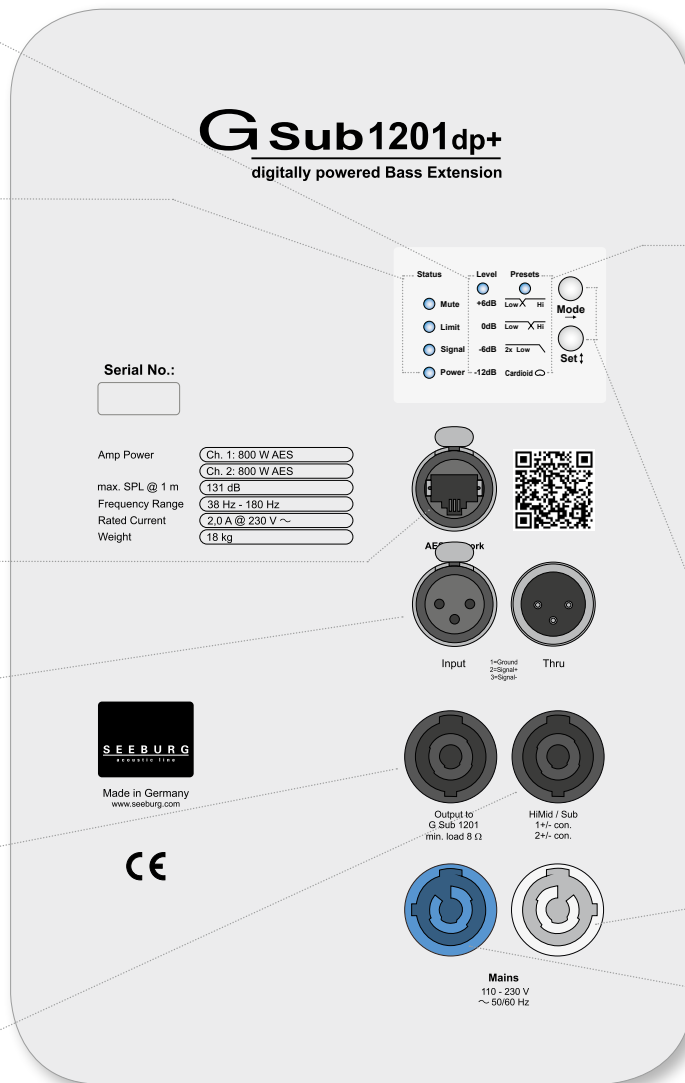 G Sub1201dp+
digitally powered Bass Extension
Status Level Presets
Mute +6dB Low Hi
Mode
→
Limit 0dB Low Hi
Signal -6dB 2x Low
Set ↕
Power -12dB Cardioid
Serial No.:
Amp Power Ch. 1: 800 W AES
Ch. 2: 800 W AES
max. SPL @ 1 m 131 dB
Frequency Range 38 Hz - 180 Hz
Rated Current 2,0 A @ 230 V ~
Weight 18 kg
Input
1=Ground
2=Signal+
3=Signal-
Thru
SEEBURG
acoustic line
Made in Germany
www.seeburg.com
Output to
G Sub 1201
min. load 8 Ω
HiMid / Sub
1+/- con.
2+/- con.
CE
Mains
110 - 230 V
~ 50/60 Hz